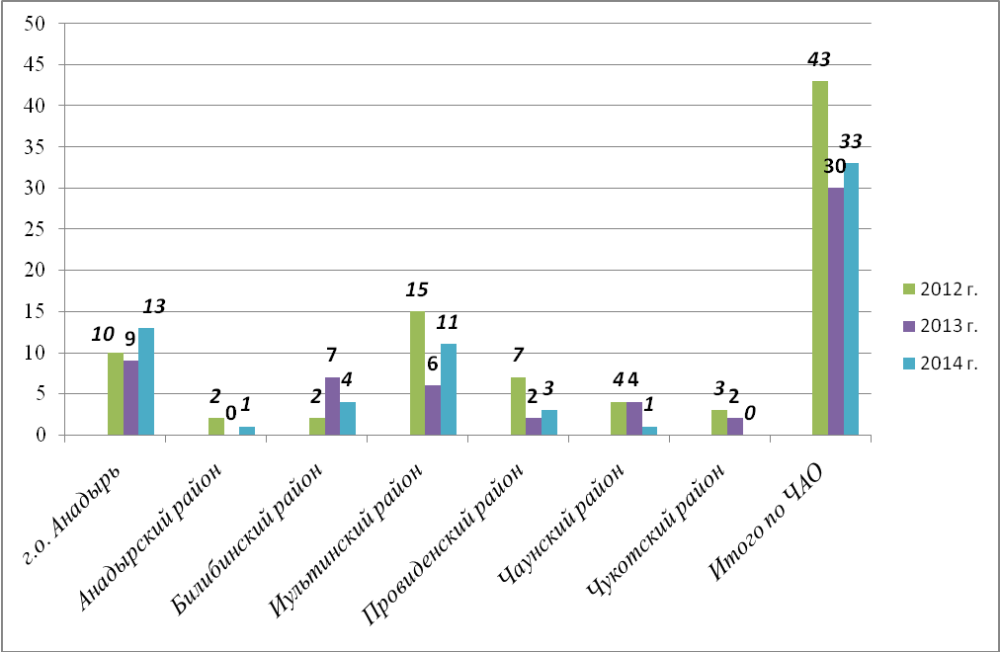 50
45
40
35
30
25
20
15
10
5
0
10 9 13
2 0 1
2 7 4
15 6 11
7 2 3
4 4 1
3 2 0
43 30 33
г.о. Анадырь
Анадырский район
Билибинский район
Иультинский район
Провиденский район
Чаунский район
Чукотский район
Итого по ЧАО
2012 г.
2013 г.
2014 г.